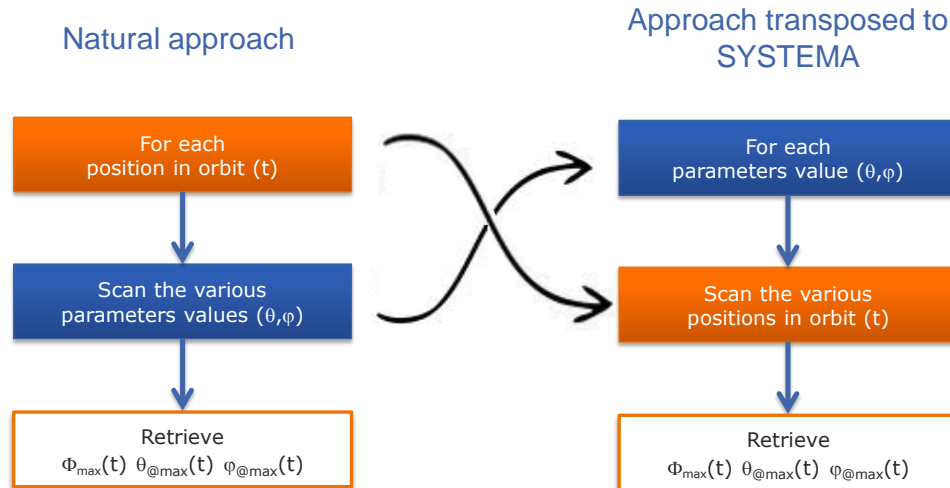 Natural approach
For each
position in orbit (t)
Scan the various
parameters values (θ,φ)
Retrieve
Φmax(t) θ@max(t) φ@max(t)
Approach transposed to
SYSTEMA
For each
parameters value (θ,φ)
Scan the various
positions in orbit (t)
Retrieve
Φmax(t) θ@max(t) φ@max(t)